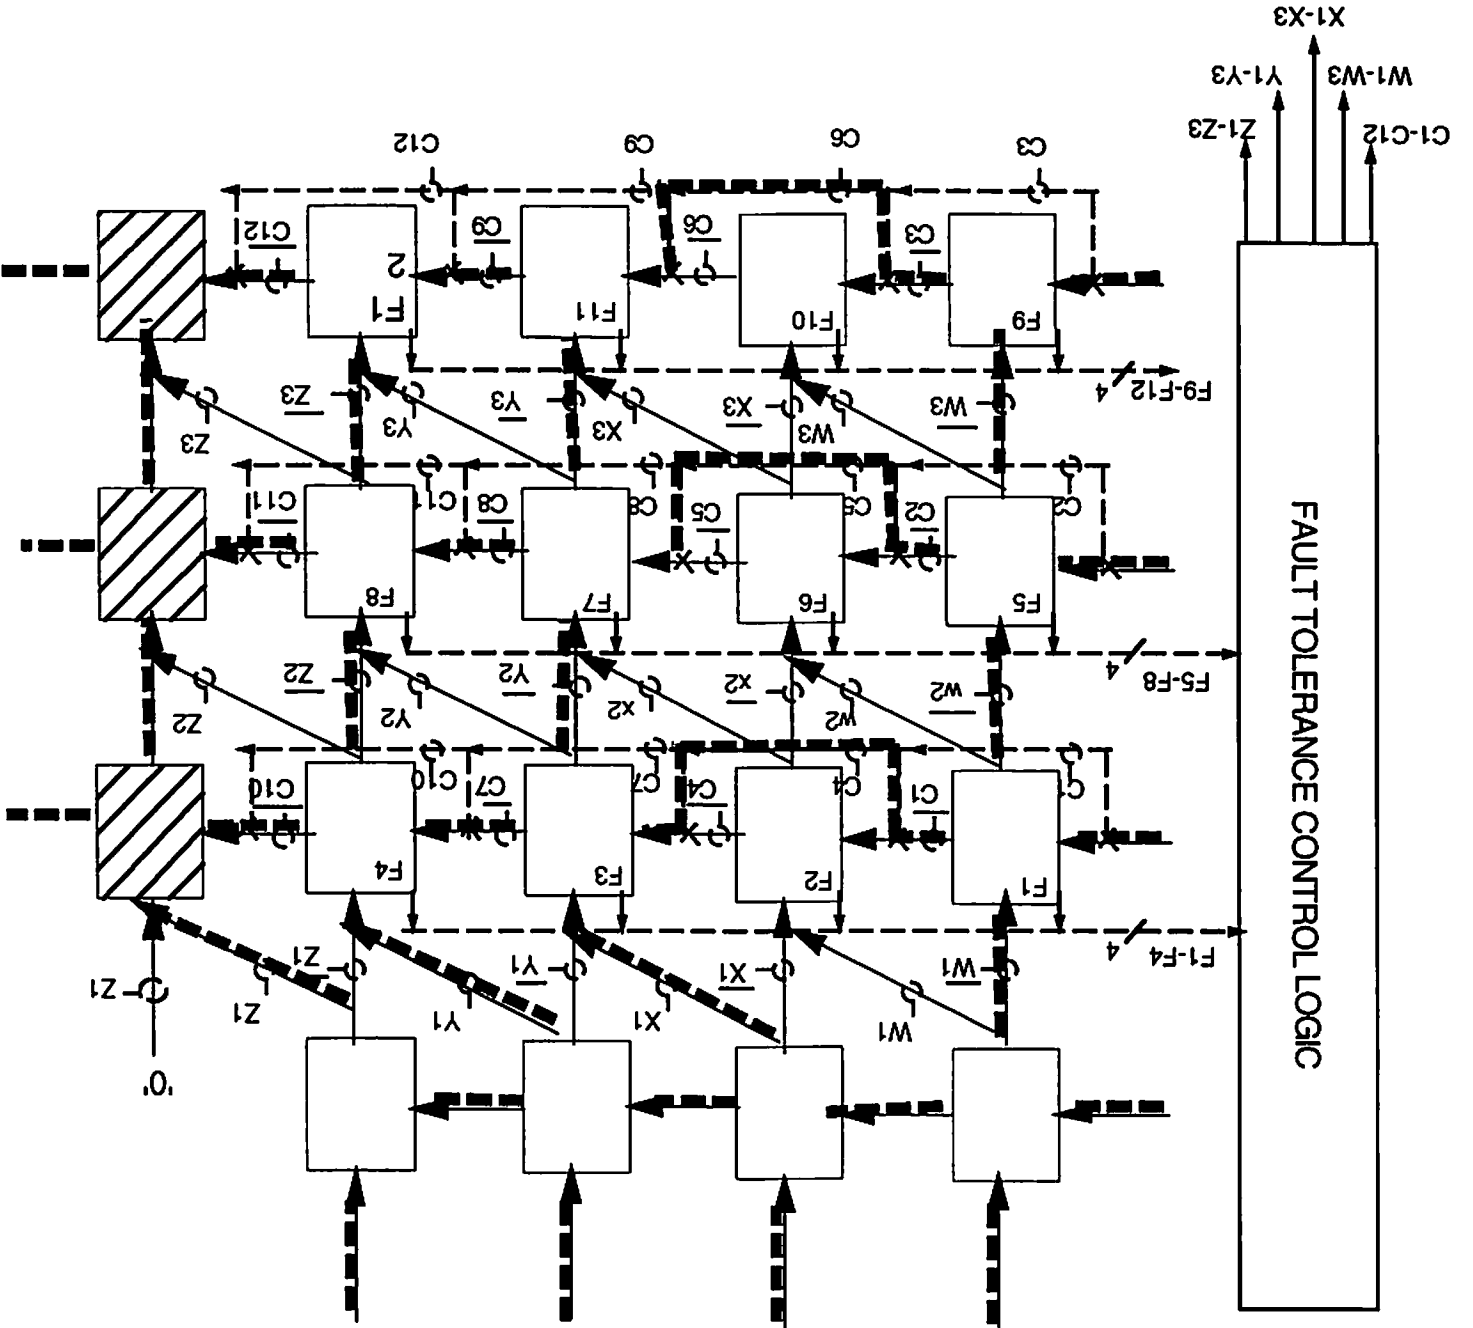 FAULT TOLERANCE CONTROL LOGIC
'0'
W1
X1
Y1
Z1
W1
X1
Y1
Z1
Z1
F1-F4
4
F1
F2
F3
F4
C1
C4
C7
C10
C1
C4
C7
C10
w2
w2
x2
x2
Y2
Y2
Z2
Z2
F5-F8
4
F5
F6
F7
F8
C2
C5
C8
C11
C2
C5
C8
C11
W3
W3
X3
X3
Y3
Y3
Z3
Z3
F9-F12
4
F9
F10
F11
F1
2
C3
C6
C9
C12
C3
C6
C9
C12
C1-C12
Z1-Z3
W1-W3
Y1-Y3
X1-X3